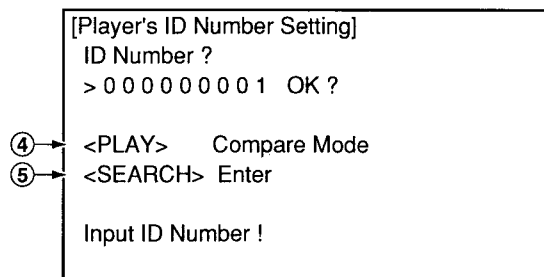 [Player's ID Number Setting]
ID Number ?
> 0 0 0 0 0 0 0 0 1 OK ?
④ <PLAY> Compare Mode
⑤ <SEARCH> Enter
Input ID Number !